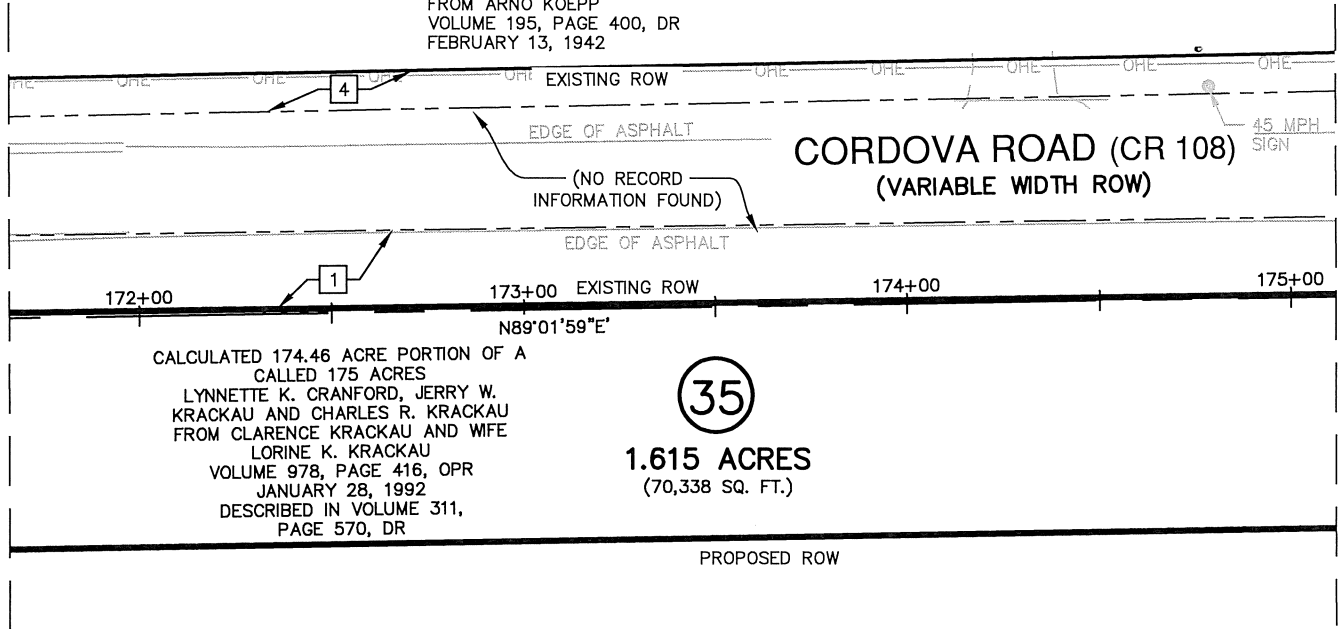 FROM ARNO KOEPP
VOLUME 195, PAGE 400, DR
FEBRUARY 13, 1942
OHE OHE OHE OHE OHE OHE OHE OHE OHE
EXISTING ROW
4
EDGE OF ASPHALT
45 MPH
SIGN
CORDOVA ROAD (CR 108)
(VARIABLE WIDTH ROW)
(NO RECORD
INFORMATION FOUND)
EDGE OF ASPHALT
1
EXISTING ROW
172+00 173+00 174+00 175+00
N89°01'59"E'
CALCULATED 174.46 ACRE PORTION OF A
CALLED 175 ACRES
LYNNETTE K. CRANFORD, JERRY W.
KRACKAU AND CHARLES R. KRACKAU
FROM CLARENCE KRACKAU AND WIFE
LORINE K. KRACKAU
VOLUME 978, PAGE 416, OPR
JANUARY 28, 1992
DESCRIBED IN VOLUME 311,
PAGE 570, DR
35
1.615 ACRES
(70,338 SQ. FT.)
PROPOSED ROW